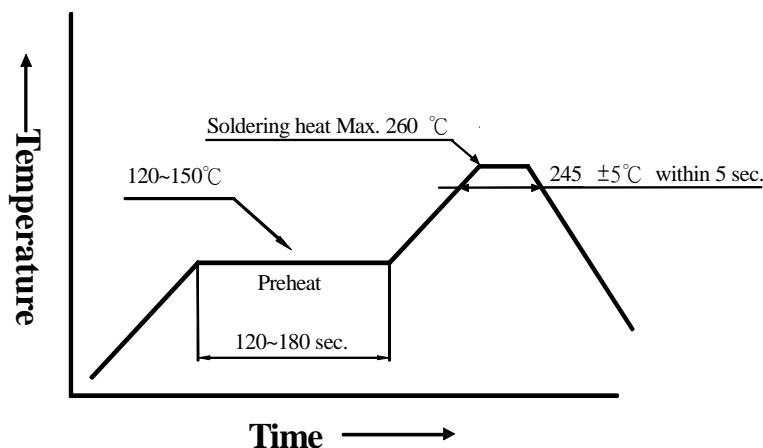 Soldering heat Max. 260 ℃
245 ±5℃ within 5 sec.
120~150℃
Preheat
120~180 sec.
Temperature
Time